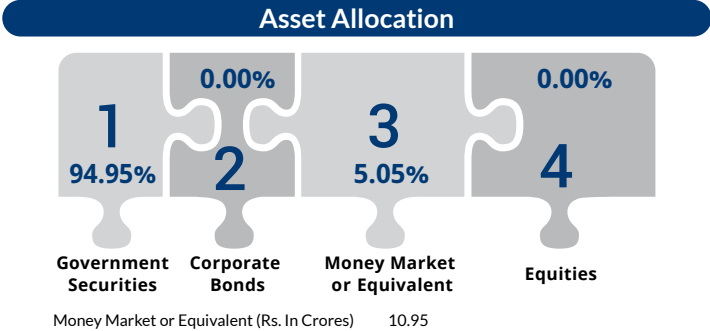 Asset Allocation
0.00% 0.00%
1 3
2 4
94.95% 5.05%
Government Corporate Money Market Equities
Securities Bonds or Equivalent
Money Market or Equivalent (Rs. In Crores) 10.95